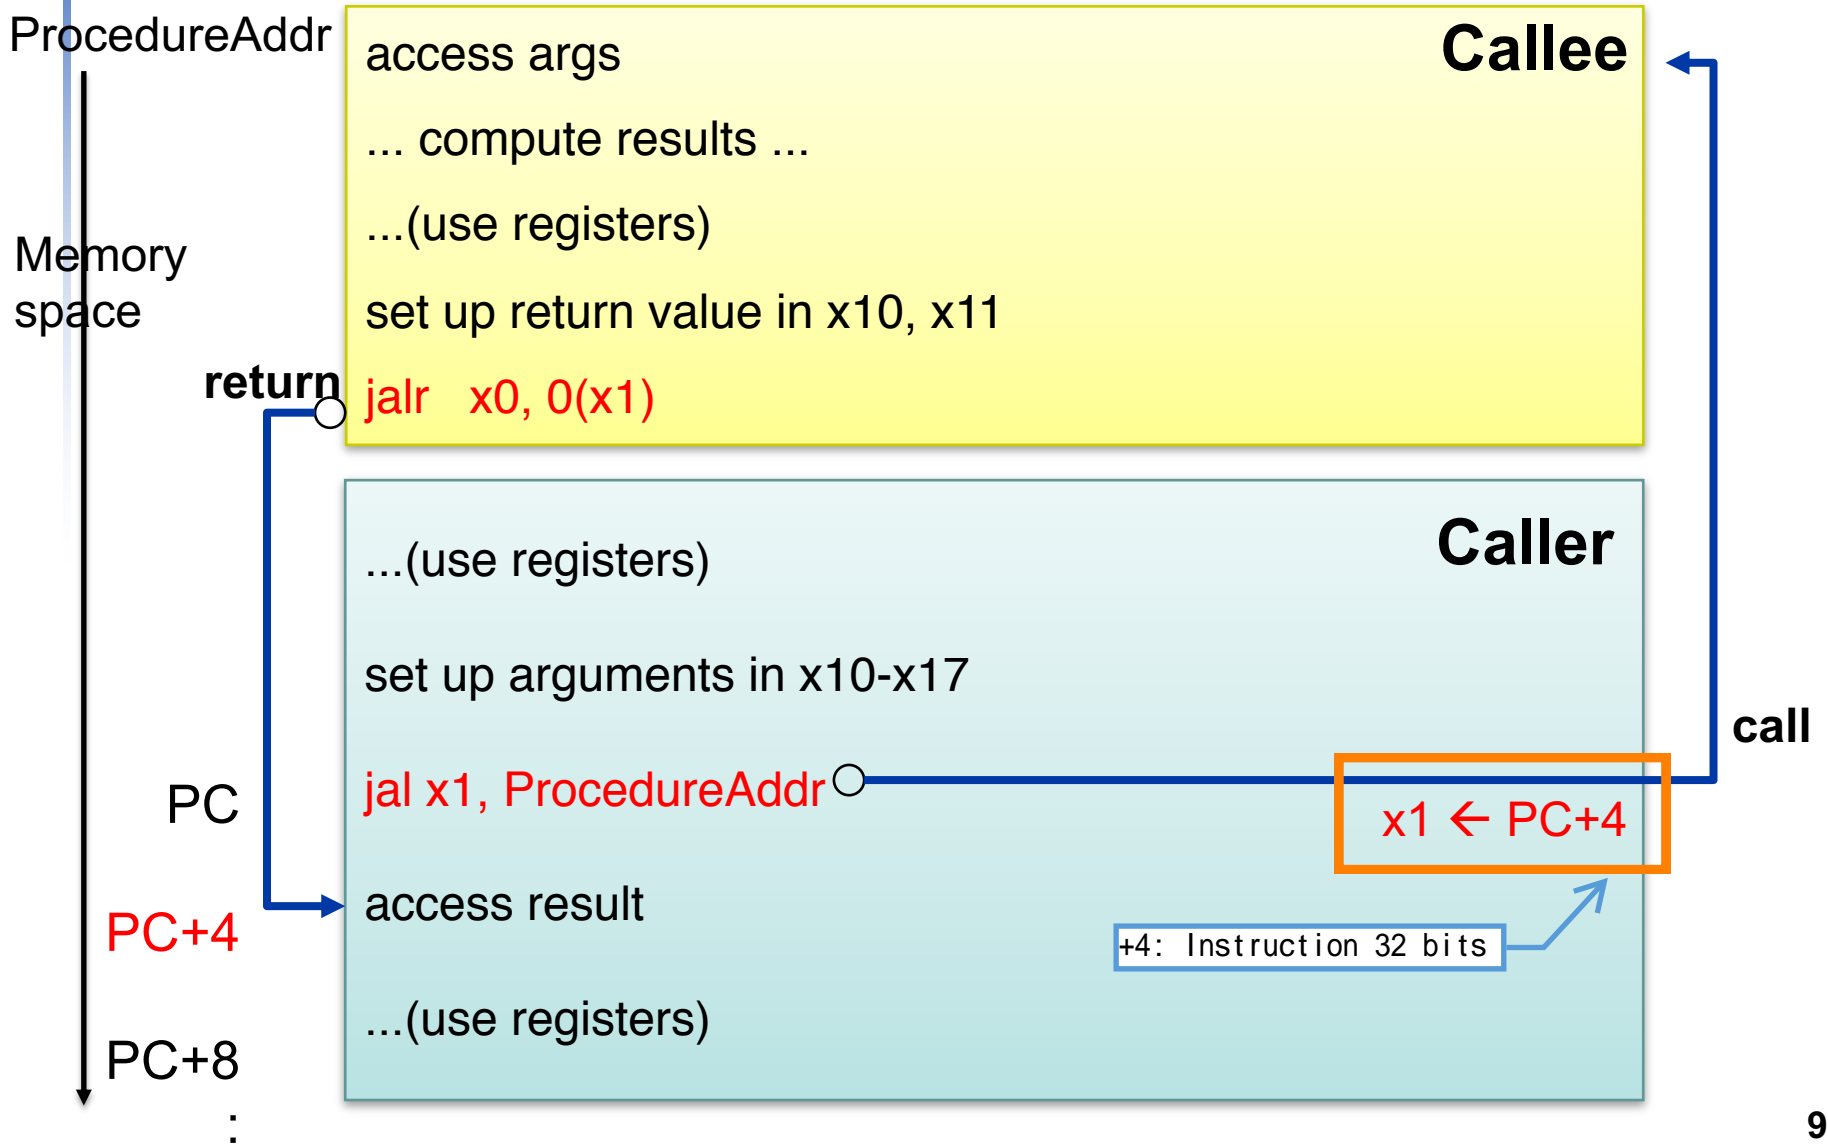 ProcedureAddr
access args
Callee
... compute results ...
...(use registers)
Memory
space
set up return value in x10, x11
return
jalr x0, 0(x1)
...(use registers)
Caller
set up arguments in x10-x17
call
PC
jal x1, ProcedureAddr
x1 ← PC+4
PC+4
access result
+4: Instruction 32 bits
...(use registers)
PC+8
:
9